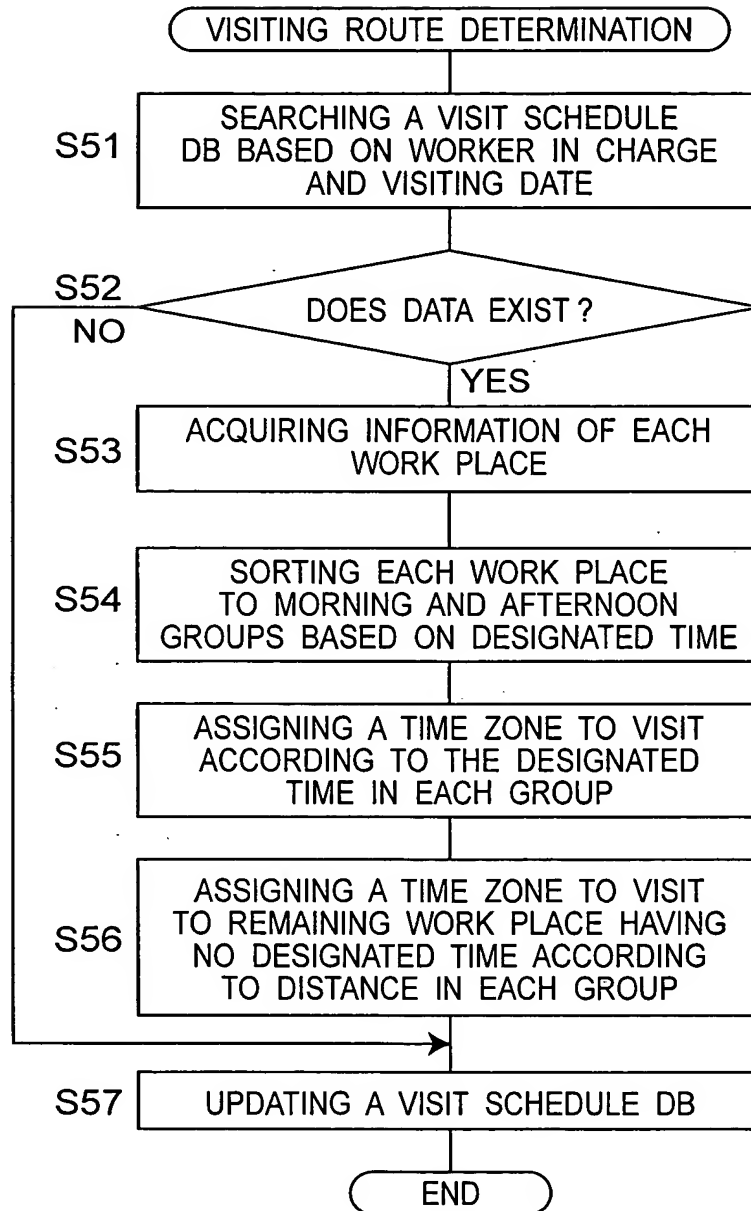 VISITING ROUTE DETERMINATION
S51
SEARCHING A VISIT SCHEDULE
DB BASED ON WORKER IN CHARGE
AND VISITING DATE
S52
NO
DOES DATA EXIST ?
YES
S53
ACQUIRING INFORMATION OF EACH
WORK PLACE
S54
SORTING EACH WORK PLACE
TO MORNING AND AFTERNOON
GROUPS BASED ON DESIGNATED TIME
S55
ASSIGNING A TIME ZONE TO VISIT
ACCORDING TO THE DESIGNATED
TIME IN EACH GROUP
S56
ASSIGNING A TIME ZONE TO VISIT
TO REMAINING WORK PLACE HAVING
NO DESIGNATED TIME ACCORDING
TO DISTANCE IN EACH GROUP
S57
UPDATING A VISIT SCHEDULE DB
END